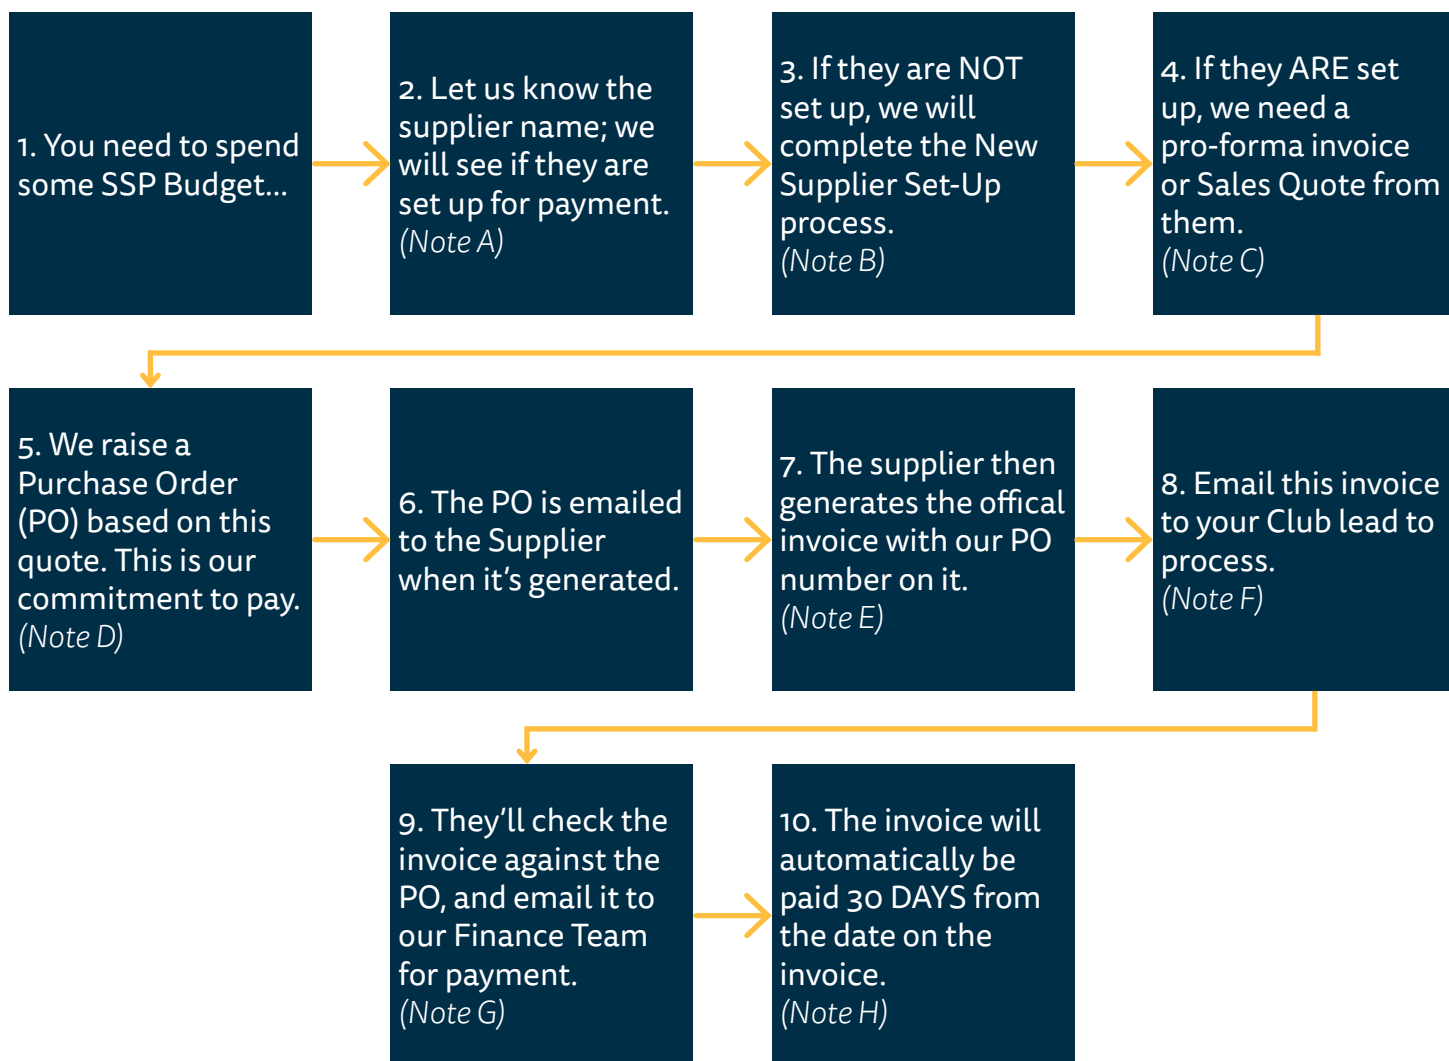 1. You need to spend
some SSP Budget...
2. Let us know the
supplier name; we
will see if they are
set up for payment.
(Note A)
3. If they are NOT
set up, we will
complete the New
Supplier Set-Up
process.
(Note B)
4. If they ARE set
up, we need a
pro-forma invoice
or Sales Quote from
them.
(Note C)
5. We raise a
Purchase Order
(PO) based on this
quote. This is our
commitment to pay.
(Note D)
6. The PO is emailed
to the Supplier
when it's generated.
7. The supplier then
generates the offical
invoice with our PO
number on it.
(Note E)
8. Email this invoice
to your Club lead to
process.
(Note F)
9. They’ll check the
invoice against the
PO, and email it to
our Finance Team
for payment.
(Note G)
10. The invoice will
automatically be
paid 30 DAYS from
the date on the
invoice.
(Note H)